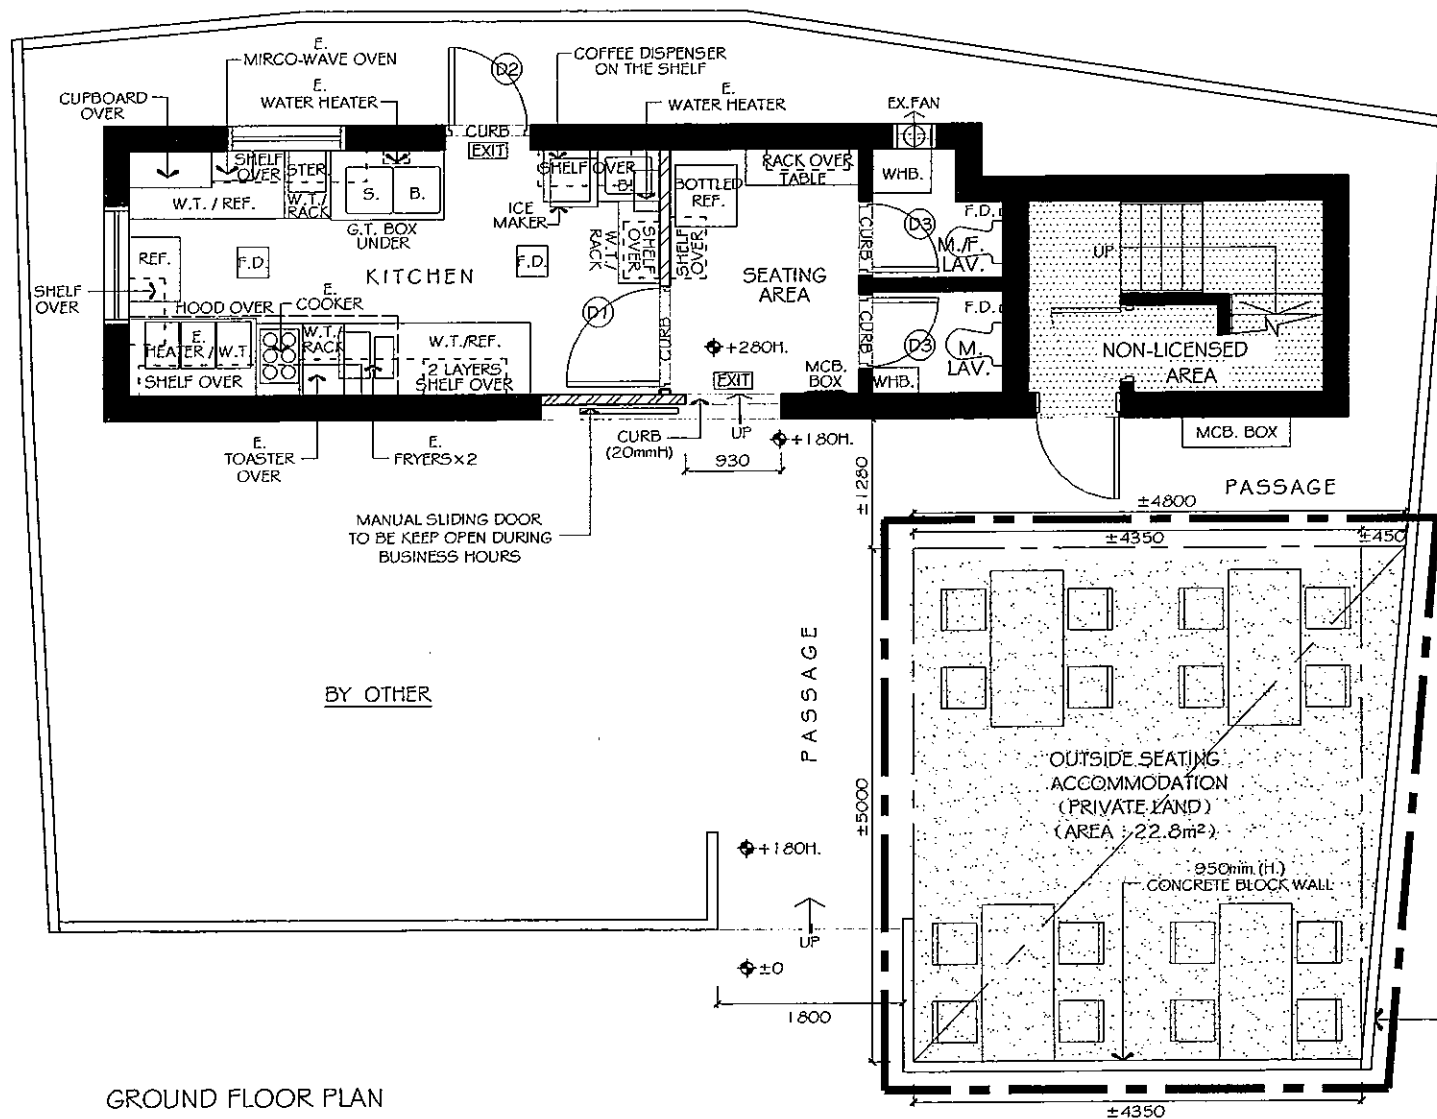 E.
MIRCO-WAVE OVEN
CUPBOARD
OVER
E.
WATER HEATER
D2
COFFEE DISPENSER
ON THE SHELF
E.
WATER HEATER
EX.FAN
CURB
EXIT
SHELF
OVER
STER.
W.T. / REF.
W.T./
RACK
S.
B.
G.T. BOX
UNDER
SHELF OVER
B.
ICE
MAKER
W.T./
RACK
SHELF
OVER
SHELF
OVER
BOTTLED
REF.
RACK OVER
TABLE
WHB.
CURB
D3
F.D.
M./F.
LAV.
REF.
F.D.
KITCHEN
F.D.
SHELF
OVER
HOOD OVER
E.
COOKER
E.
HEATER / W.T.
SHELF OVER
W.T./
RACK
W.T./REF.
2 LAYERS
SHELF OVER
D1
CURB
SEATING
AREA
+280H.
EXIT
MCB.
BOX
CURB
D3
F.D.
M.
LAV.
WHB.
UP
NON-LICENSED
AREA
MCB. BOX
E.
TOASTER
OVER
E.
FRYERS×2
CURB
(20mmH)
UP
+180H.
930
MANUAL SLIDING DOOR
TO BE KEEP OPEN DURING
BUSINESS HOURS
±1280
PASSAGE
±4800
±4350
±450
BY OTHER
PASSAGE
±5000
OUTSIDE SEATING
ACCOMMODATION
(PRIVATE LAND)
(AREA : 22.8m²)
950mm.(H.)
CONCRETE BLOCK WALL
+180H.
UP
±0
1800
±4350
GROUND FLOOR PLAN